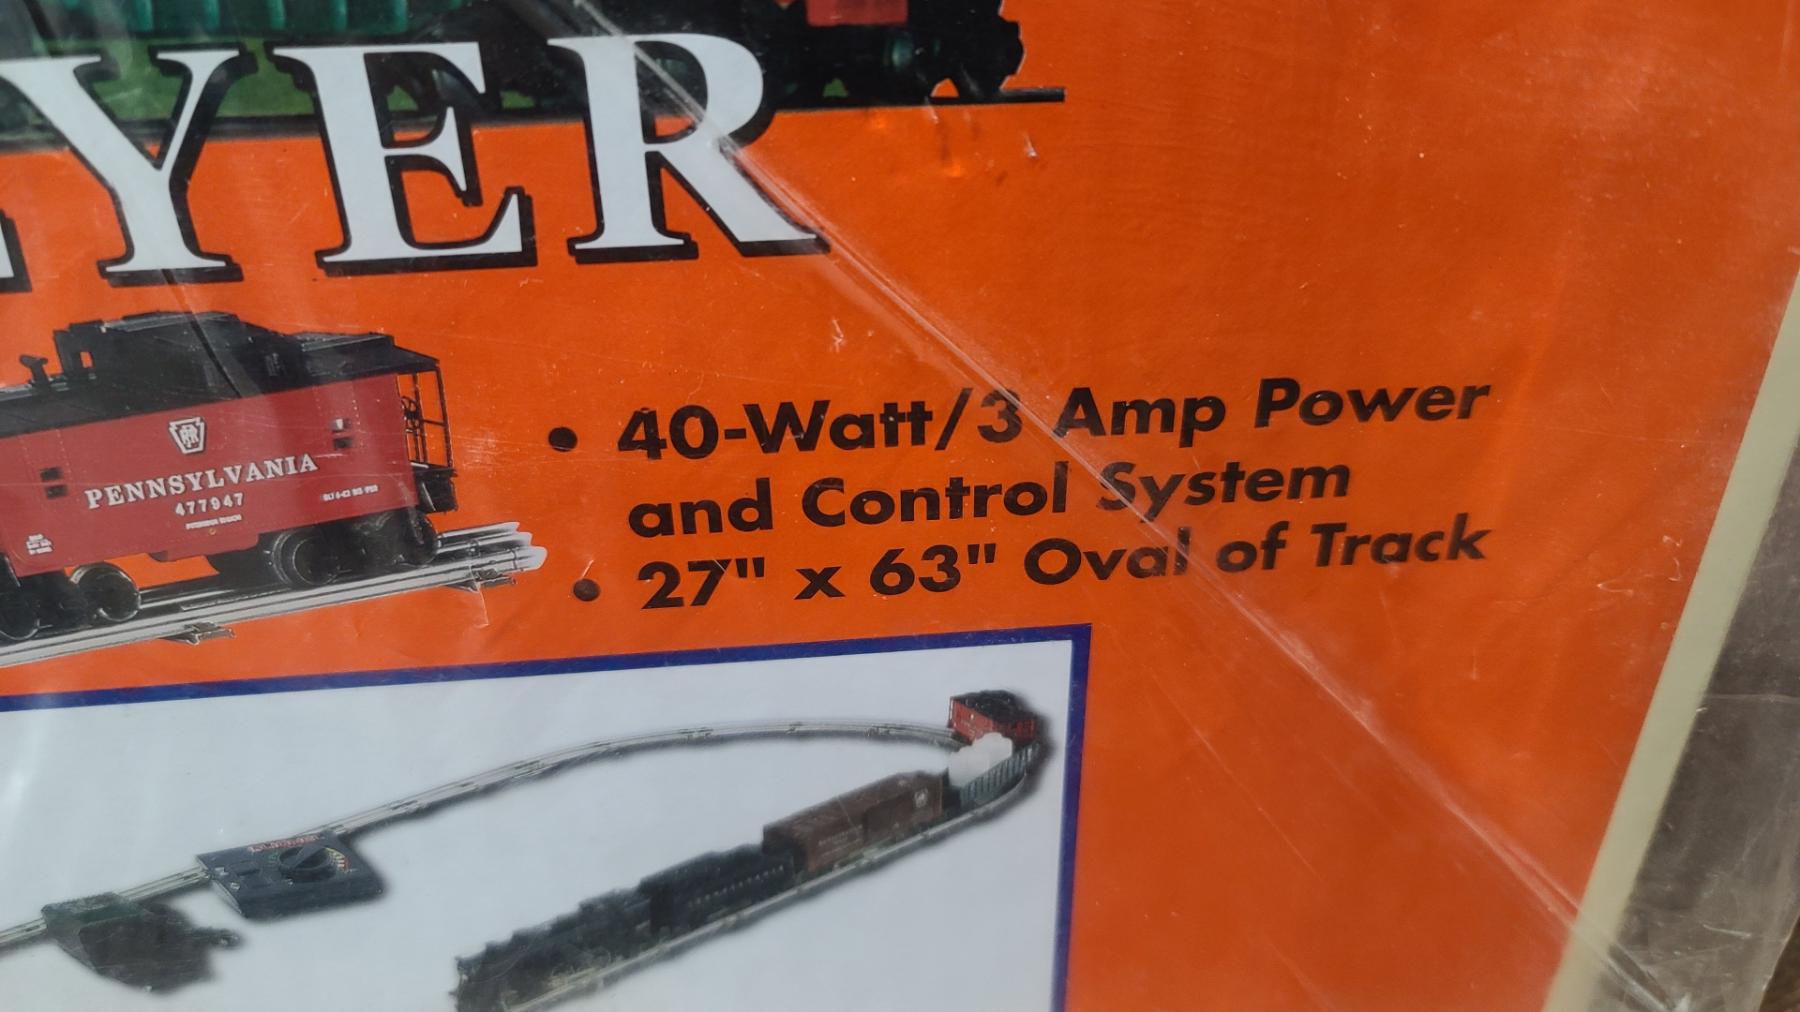 YER
PENNSYLVANIA
477947
• 40-Watt/3 Amp Power
and Control System
• 27" x 63" Oval of Track